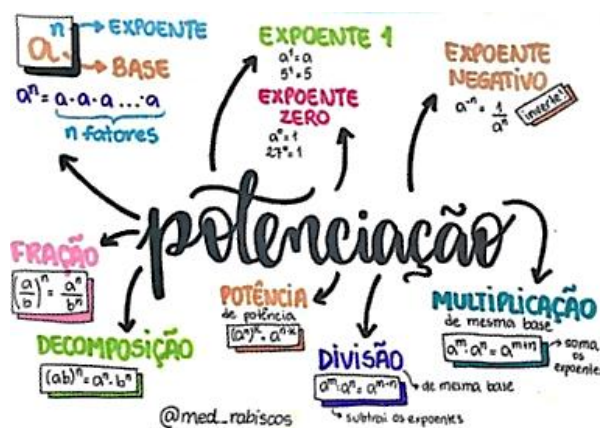 n → EXPOENTE
a → BASE
aⁿ = a·a·a ...·a
n fatores
EXPOENTE 1
a¹=a
5¹=5
EXPOENTE
ZERO
a⁰=1
27⁰=1
EXPOENTE
NEGATIVO
a⁻ⁿ = 1/aⁿ
inverte!
potenciação
FRAÇÃO
(a/b)ⁿ = aⁿ/bⁿ
DECOMPOSIÇÃO
(ab)ⁿ = aⁿ·bⁿ
POTÊNCIA
de potência
(aⁿ)ˣ = aⁿ·ˣ
DIVISÃO
aᵐ:aⁿ = aᵐ⁻ⁿ
→ de mesma base
→ subtrai os expoentes
MULTIPLICAÇÃO
de mesma base
aᵐ·aⁿ = aᵐ⁺ⁿ
→ soma
os
expoentes
@med_rabiscos